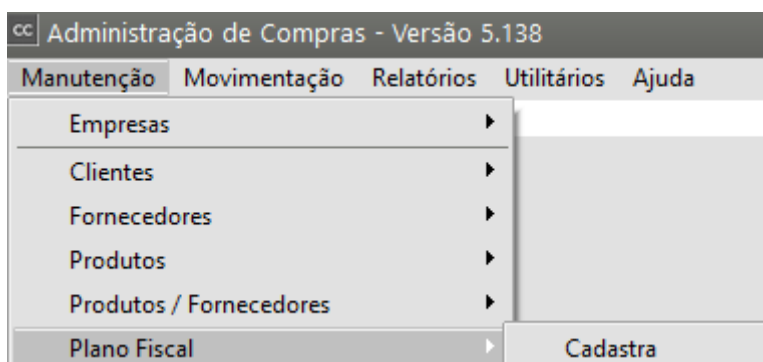 cc Administração de Compras - Versão 5.138
Manutenção Movimentação Relatórios Utilitários Ajuda
Empresas
Clientes
Fornecedores
Produtos
Produtos / Fornecedores
Plano Fiscal Cadastra